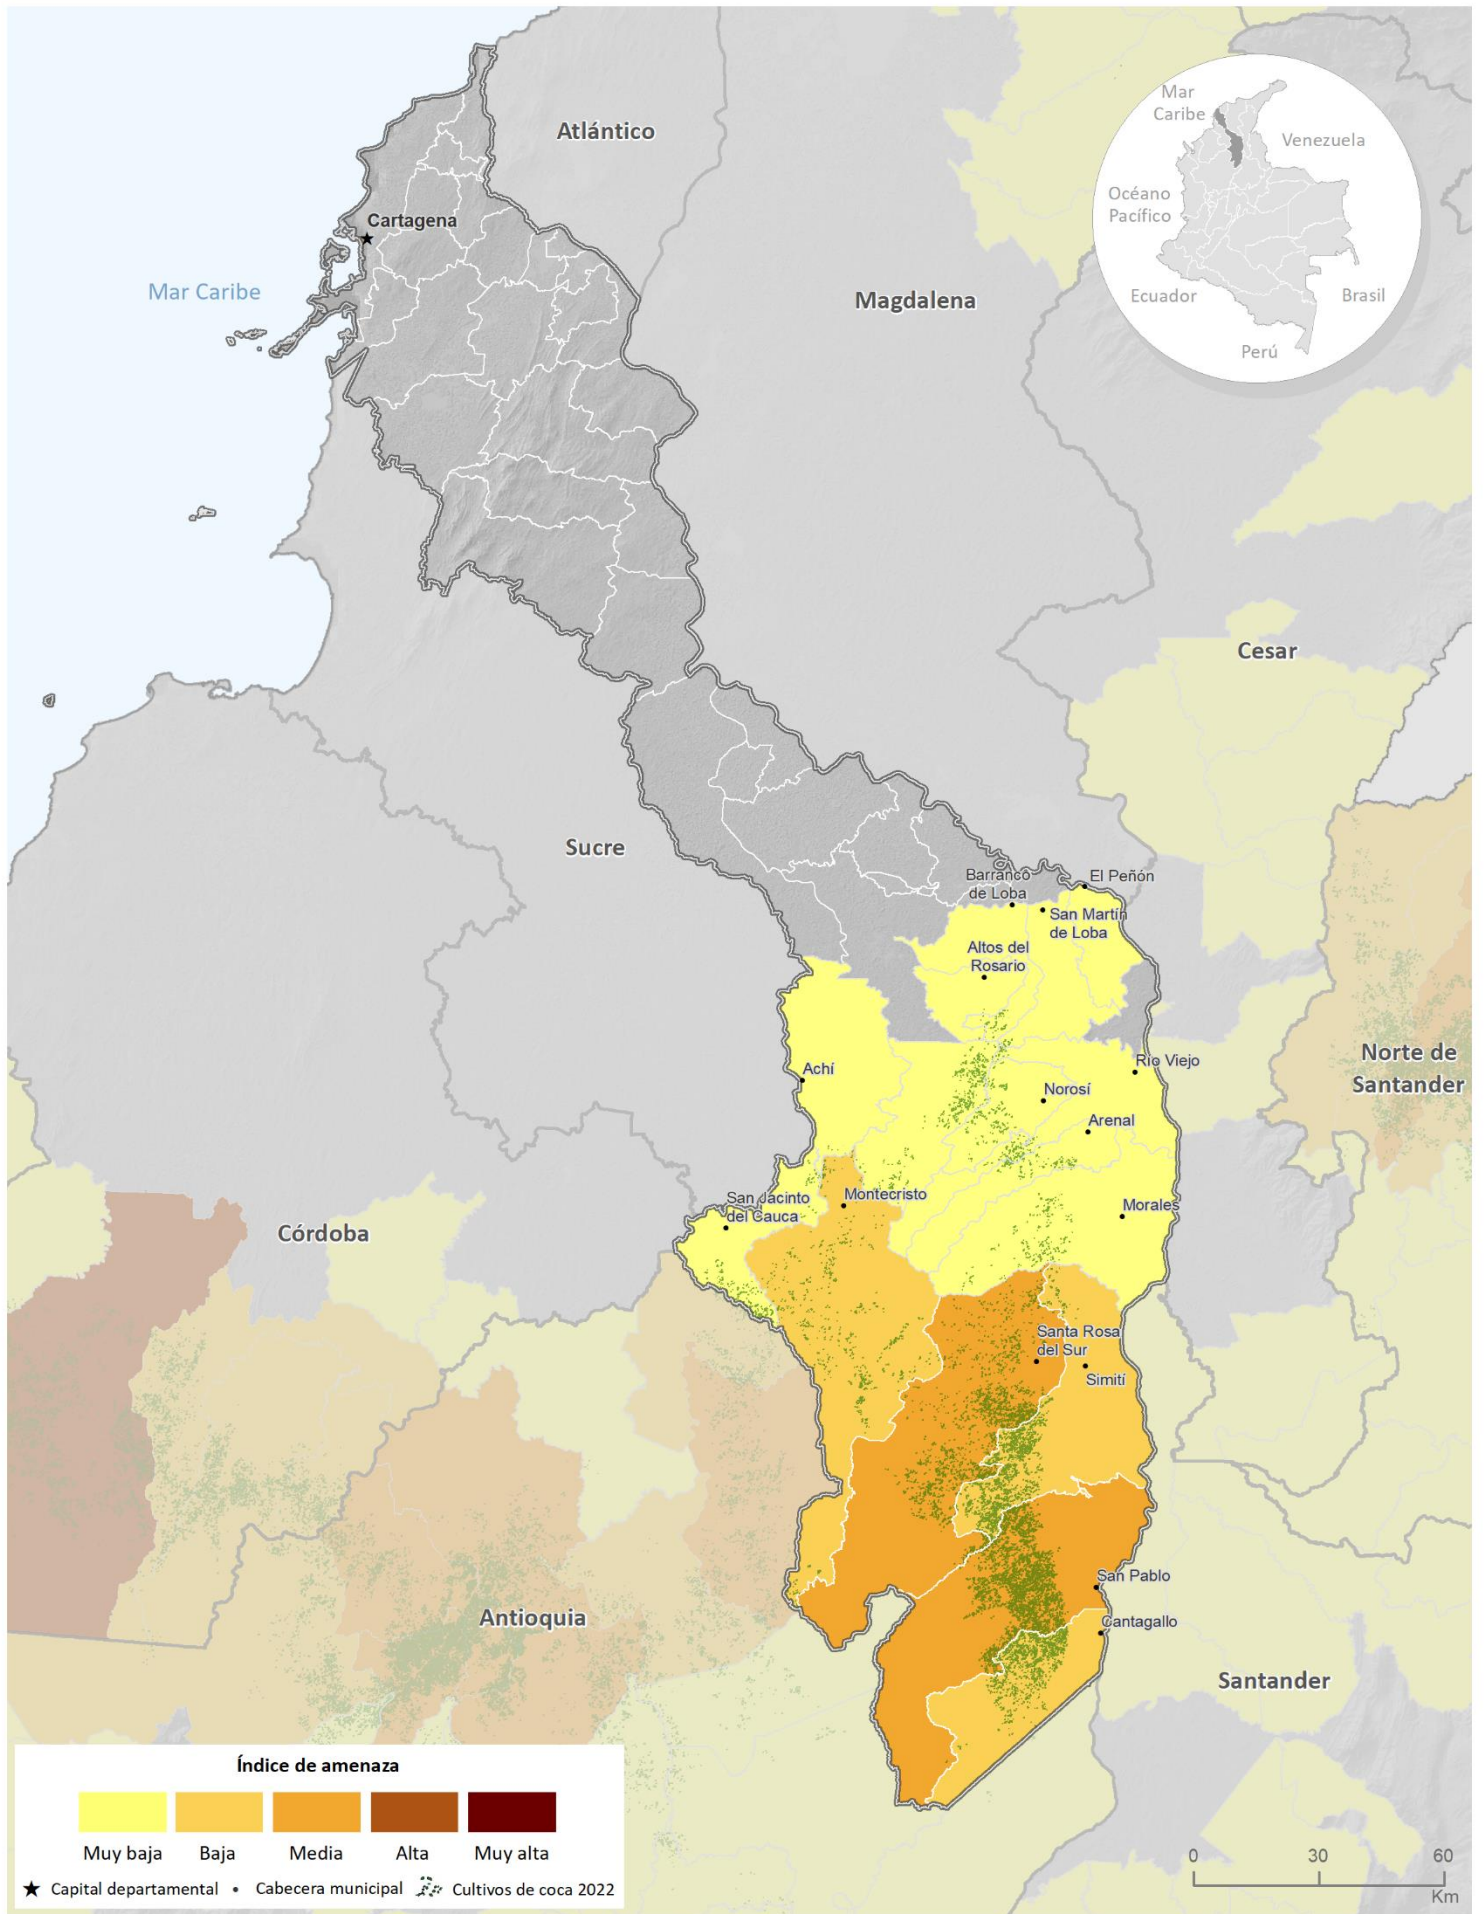 Atlántico
Cartagena
Mar Caribe
Magdalena
Mar
Caribe
Venezuela
Océano
Pacífico
Ecuador
Brasil
Perú
Cesar
Sucre
Barranco
de Loba
El Peñón
San Martín
de Loba
Altos del
Rosario
Achí
Río Viejo
Norosí
Arenal
Norte de
Santander
San Jacinto
del Cauca
Montecristo
Morales
Córdoba
Santa Rosa
del Sur
Simití
San Pablo
Cantagallo
Antioquia
Santander
Índice de amenaza
Muy baja
Baja
Media
Alta
Muy alta
Capital departamental
Cabecera municipal
Cultivos de coca 2022
0
30
60
Km